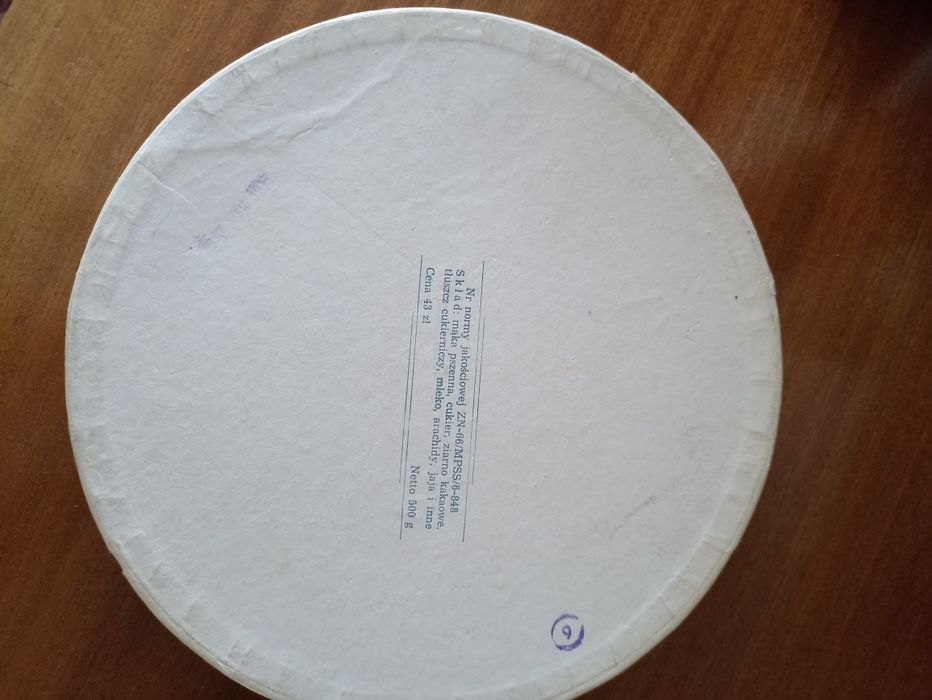 Nr normy jakościowej ZN-66/MPSS/6-848
Skład: mąka pszenna, cukier, ziarno kakaowe,
tłuszcz cukierniczy, mleko, arachidy, jaja i inne
Cena 43 zł Netto 500 g